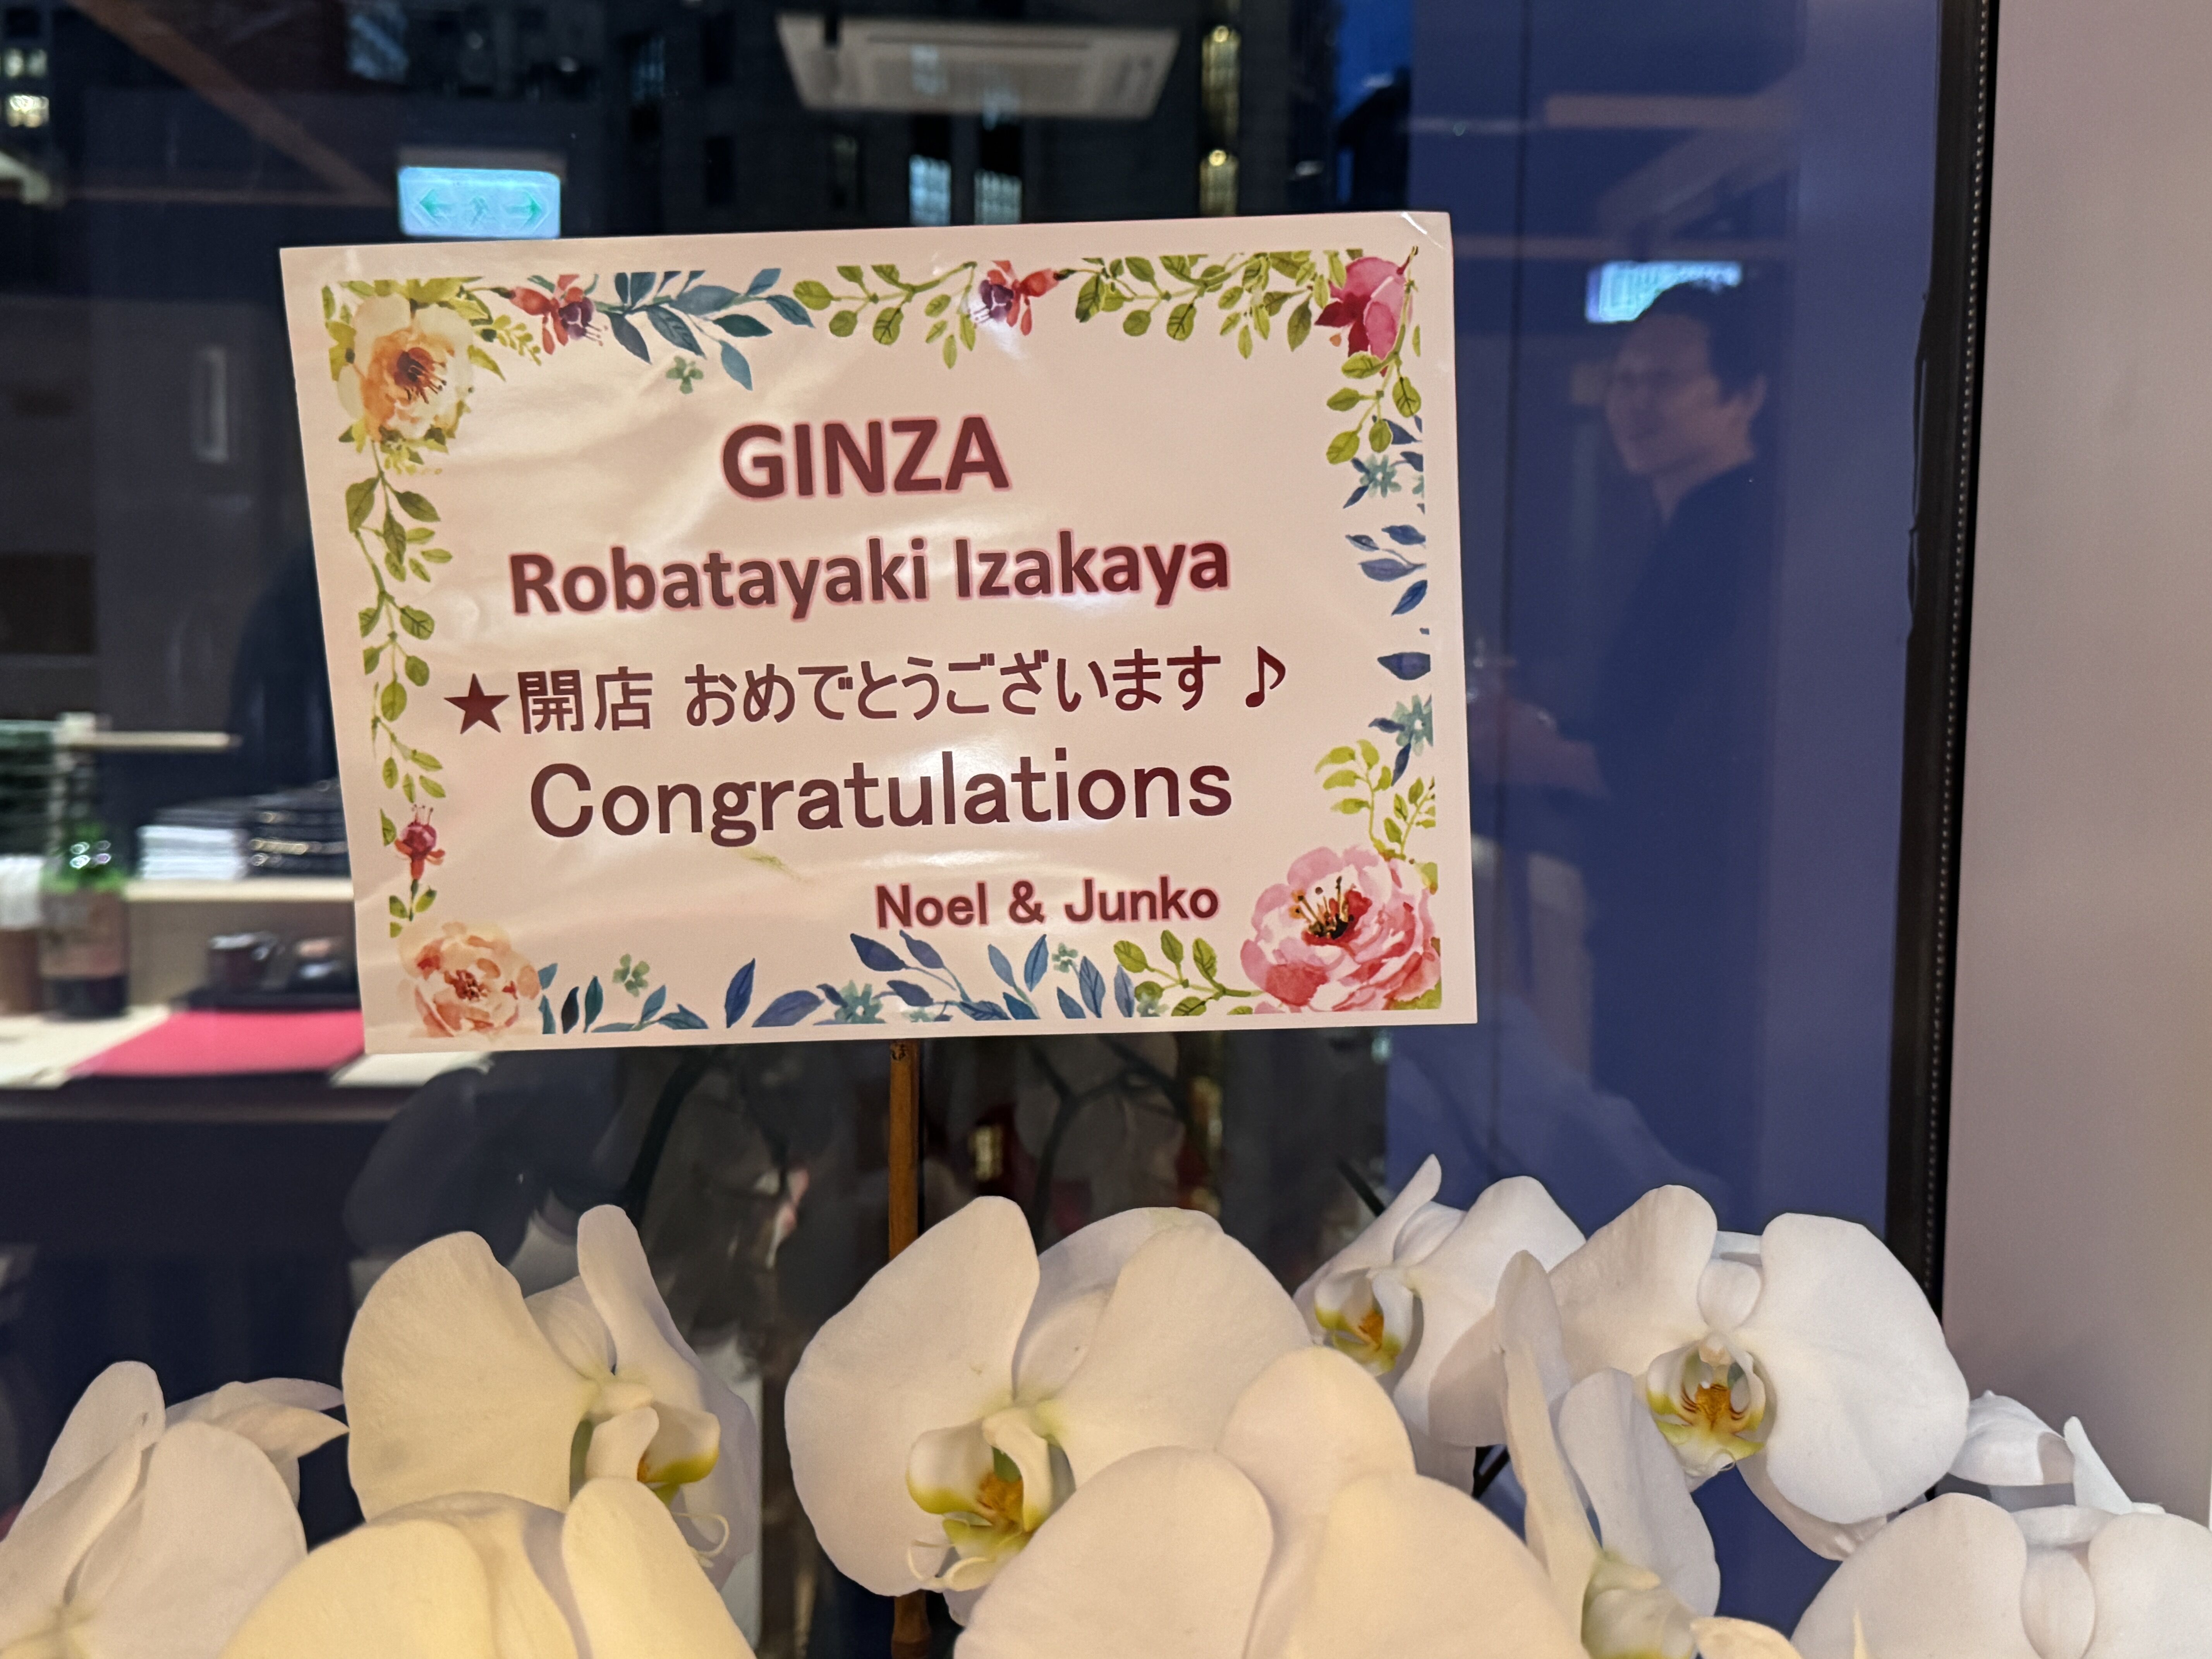 GINZA
Robatayaki Izakaya
★開店 おめでとうございます♪
Congratulations
Noel & Junko